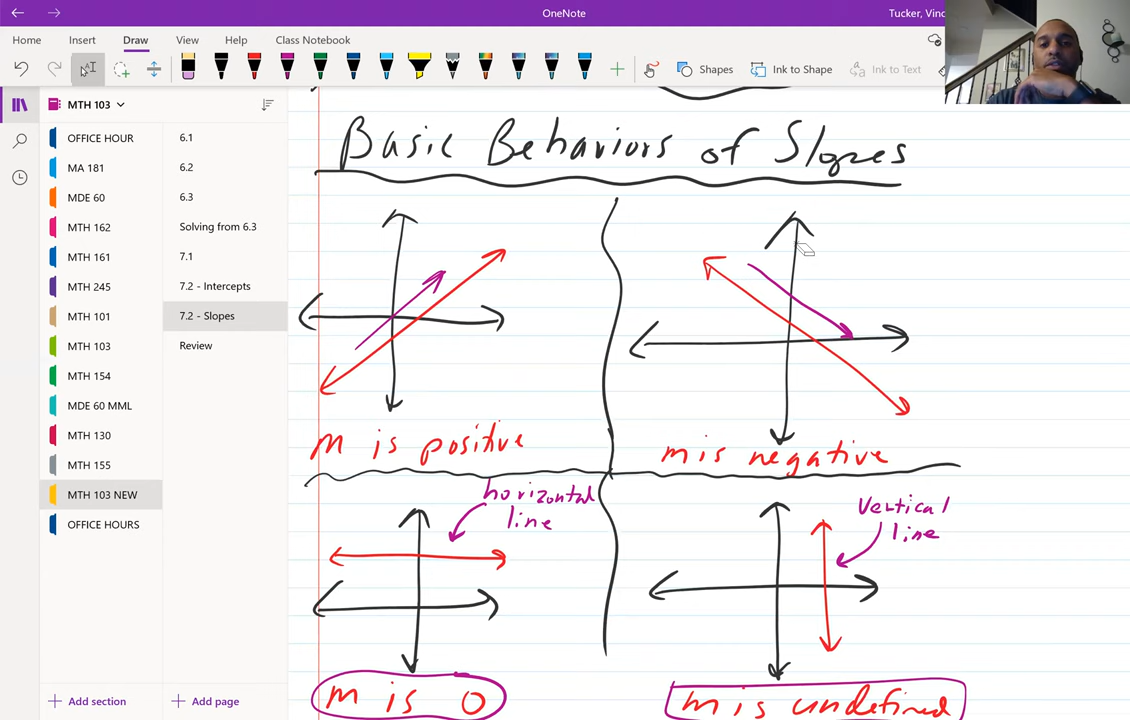 OneNote
Tucker, Vinc
Home
Insert
Draw
View
Help
Class Notebook
Shapes
Ink to Shape
Ink to Text
MTH 103
OFFICE HOUR
MA 181
MDE 60
MTH 162
MTH 161
MTH 245
MTH 101
MTH 103
MTH 154
MDE 60 MML
MTH 130
MTH 155
MTH 103 NEW
OFFICE HOURS
Add section
6.1
6.2
6.3
Solving from 6.3
7.1
7.2 - Intercepts
7.2 - Slopes
Review
Add page
Basic Behaviors of Slopes
m is positive
m is negative
horizontal
line
m is 0
Vertical
line
m is undefined